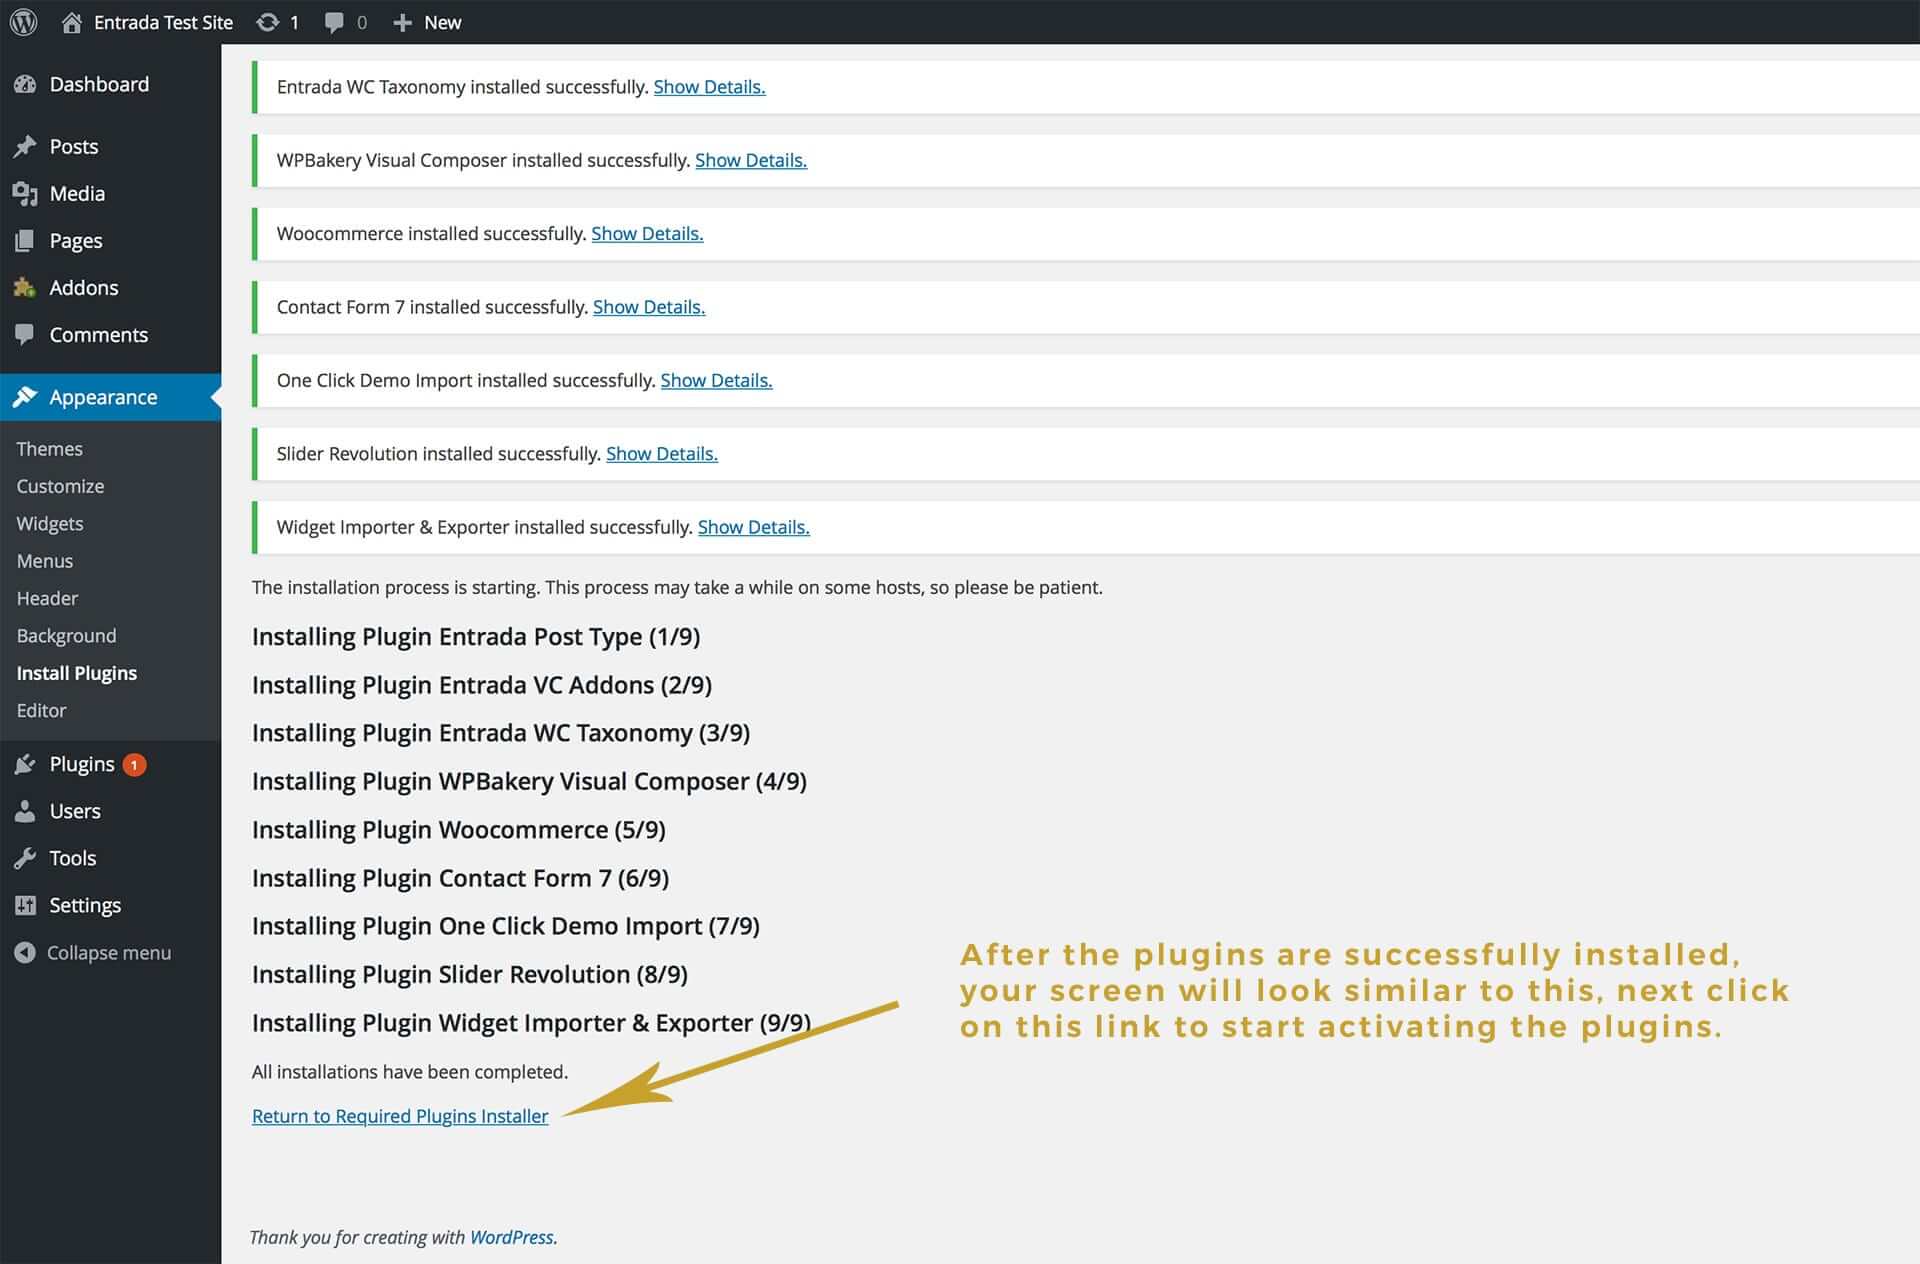 Entrada Test Site 1 0 New
Dashboard
Posts
Media
Pages
Addons
Comments
Appearance
Themes
Customize
Widgets
Menus
Header
Background
Install Plugins
Editor
Plugins 1
Users
Tools
Settings
Collapse menu
Entrada WC Taxonomy installed successfully. Show Details.
WPBakery Visual Composer installed successfully. Show Details.
Woocommerce installed successfully. Show Details.
Contact Form 7 installed successfully. Show Details.
One Click Demo Import installed successfully. Show Details.
Slider Revolution installed successfully. Show Details.
Widget Importer & Exporter installed successfully. Show Details.
The installation process is starting. This process may take a while on some hosts, so please be patient.
Installing Plugin Entrada Post Type (1/9)
Installing Plugin Entrada VC Addons (2/9)
Installing Plugin Entrada WC Taxonomy (3/9)
Installing Plugin WPBakery Visual Composer (4/9)
Installing Plugin Woocommerce (5/9)
Installing Plugin Contact Form 7 (6/9)
Installing Plugin One Click Demo Import (7/9)
Installing Plugin Slider Revolution (8/9)
Installing Plugin Widget Importer & Exporter (9/9)
All installations have been completed.
Return to Required Plugins Installer
After the plugins are successfully installed,
your screen will look similar to this, next click
on this link to start activating the plugins.
Thank you for creating with WordPress.